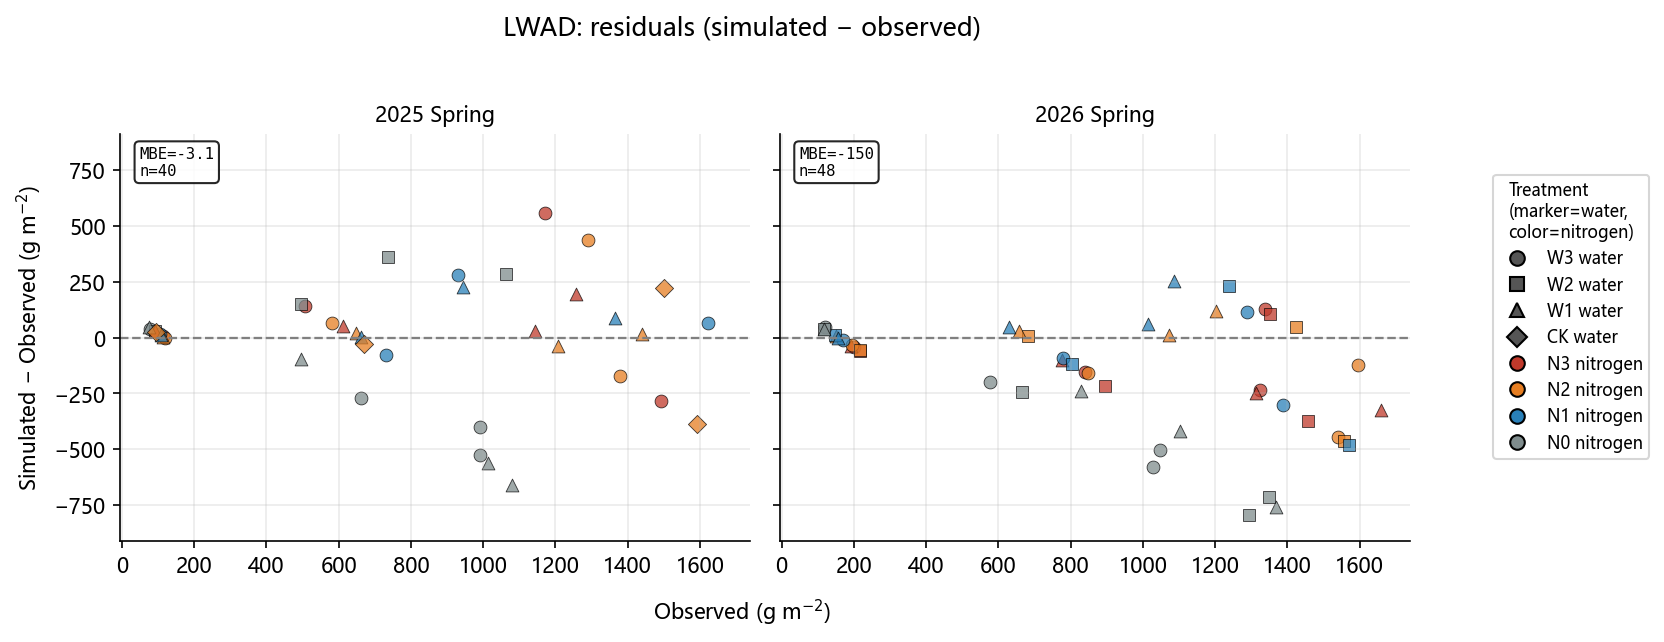 LWAD: residuals (simulated − observed)
2025 Spring
2026 Spring
MBE=-3.1
n=40
MBE=-150
n=48
Simulated − Observed (g m⁻²)
750
500
250
0
−250
−500
−750
0 200 400 600 800 1000 1200 1400 1600
0 200 400 600 800 1000 1200 1400 1600
Observed (g m⁻²)
Treatment
(marker=water,
color=nitrogen)
W3 water
W2 water
W1 water
CK water
N3 nitrogen
N2 nitrogen
N1 nitrogen
N0 nitrogen